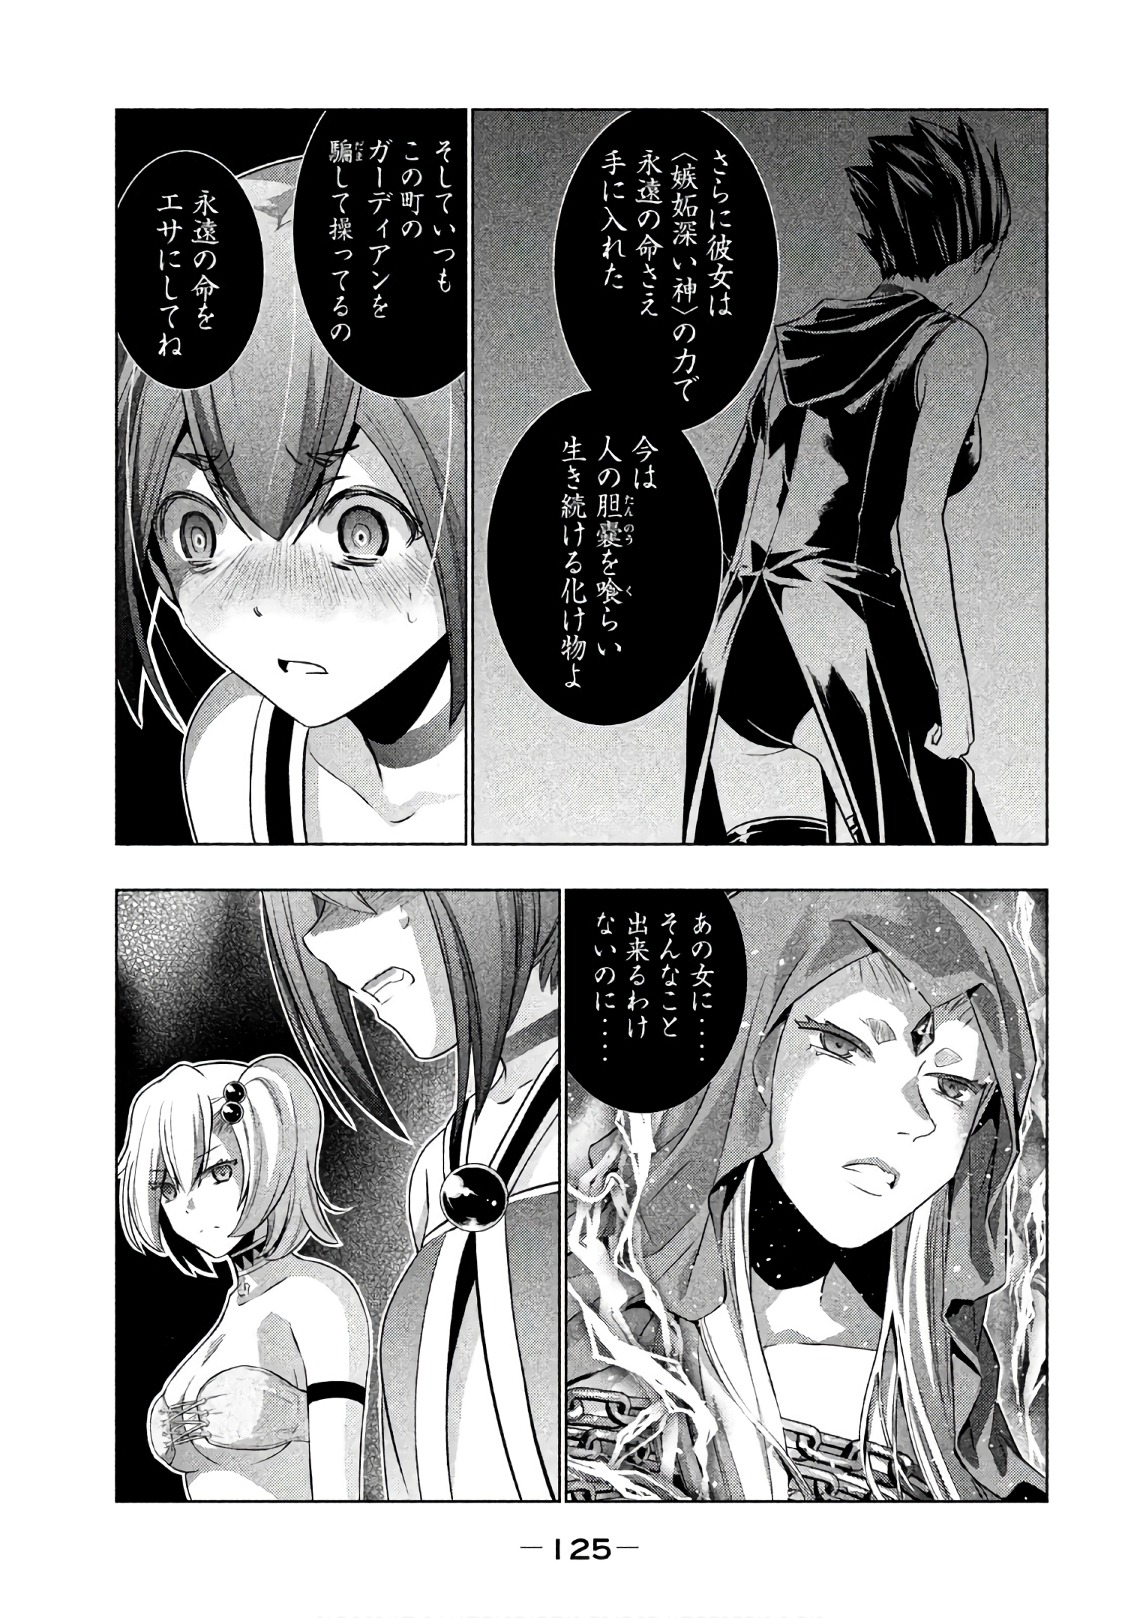 さらに彼女は
〈嫉妬深い神〉の力で
永遠の命さえ
手に入れた
今は
人の胆嚢を喰らい
生き続ける化け物よ
そしていつも
この町の
ガーディアンを
騙して操ってるの
永遠の命を
エサにしてね
あの女に‥‥‥
そんなこと
出来るわけ
ないのに‥‥‥
－125－